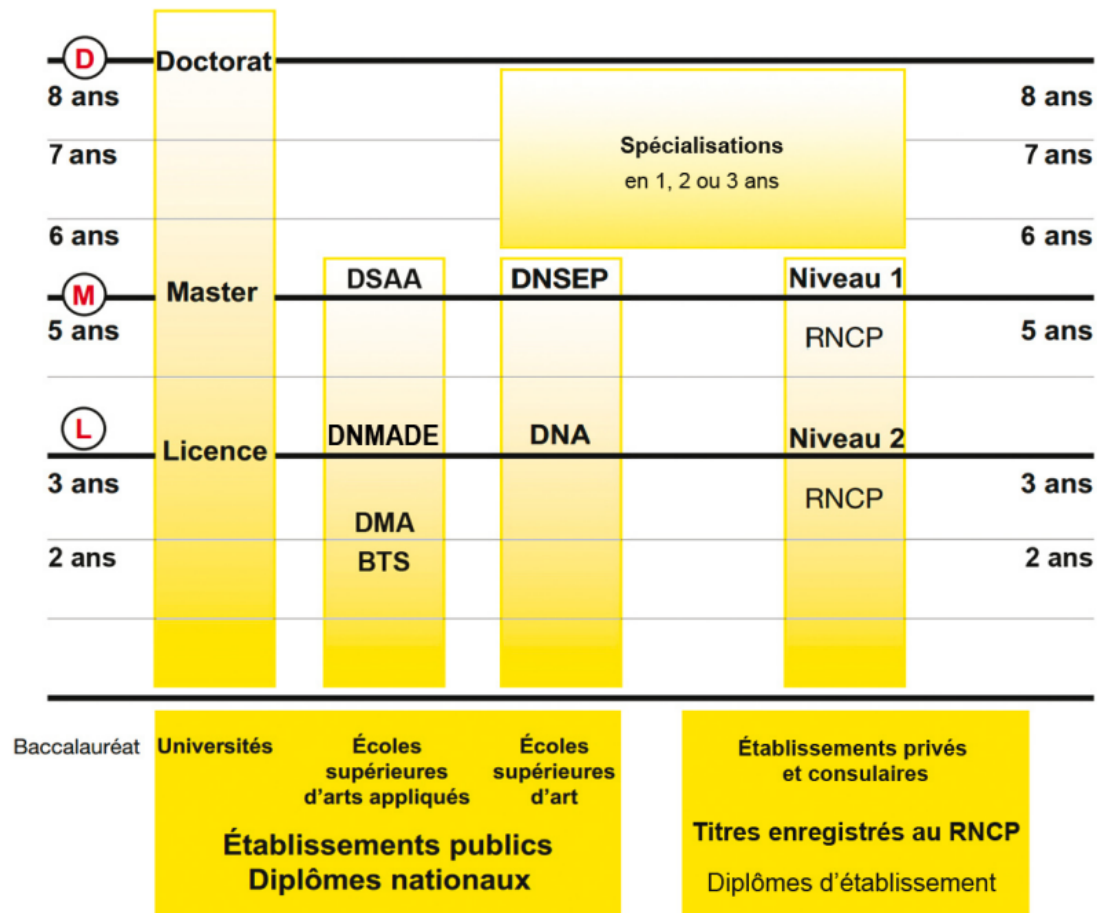 D
Doctorat
8 ans
8 ans
Spécialisations
7 ans
7 ans
en 1, 2 ou 3 ans
6 ans
6 ans
DSAA
DNSEP
Niveau 1
M
Master
5 ans
RNCP
5 ans
L
DNMADE
DNA
Niveau 2
Licence
3 ans
RNCP
3 ans
DMA
2 ans
BTS
2 ans
Baccalauréat
Universités
Écoles
supérieures
d'arts appliqués
Écoles
supérieures
d'art
Établissements publics
Diplômes nationaux
Établissements privés
et consulaires
Titres enregistrés au RNCP
Diplômes d'établissement